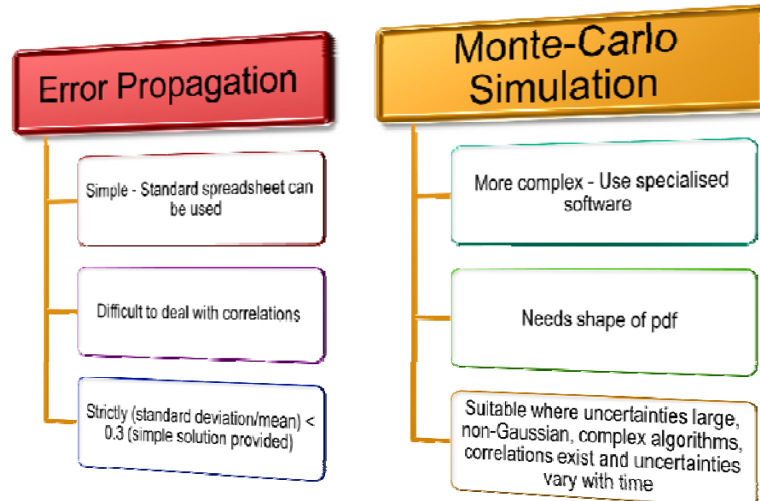 Error Propagation
Simple - Standard spreadsheet can
be used
Difficult to deal with correlations
Strictly (standard deviation/mean) <
0.3 (simple solution provided)
Monte-Carlo
Simulation
More complex - Use specialised
software
Needs shape of pdf
Suitable where uncertainties large,
non-Gaussian, complex algorithms,
correlations exist and uncertainties
vary with time